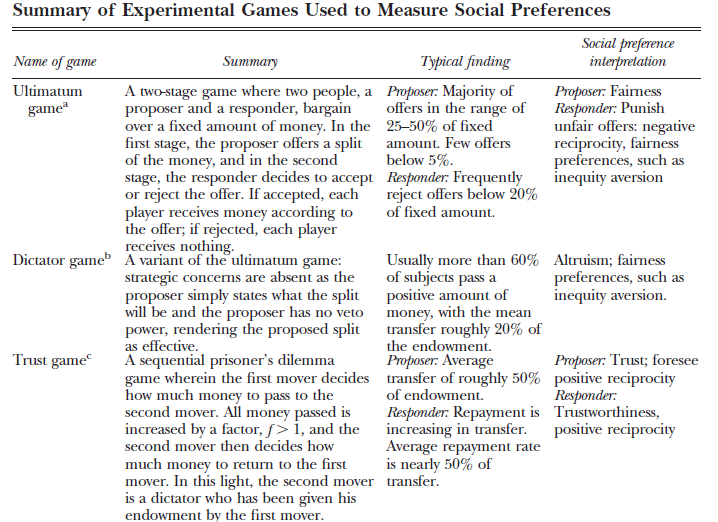 Summary of Experimental Games Used to Measure Social Preferences
Social preference
Name of game Summary Typical finding interpretation
Ultimatum A two-stage game where two people, a Proposer: Majority of Proposer: Fairness
gameᵃ proposer and a responder, bargain offers in the range of Responder: Punish
over a fixed amount of money. In the 25–50% of fixed unfair offers: negative
first stage, the proposer offers a split amount. Few offers reciprocity, fairness
of the money, and in the second below 5%. preferences, such as
stage, the responder decides to accept Responder: Frequently inequity aversion
or reject the offer. If accepted, each reject offers below 20%
player receives money according to of fixed amount.
the offer; if rejected, each player
receives nothing.
Dictator gameᵇ A variant of the ultimatum game: Usually more than 60% Altruism; fairness
strategic concerns are absent as the of subjects pass a preferences, such as
proposer simply states what the split positive amount of inequity aversion.
will be and the proposer has no veto money, with the mean
power, rendering the proposed split transfer roughly 20% of
as effective. the endowment.
Trust gameᶜ A sequential prisoner's dilemma Proposer: Average Proposer: Trust; foresee
game wherein the first mover decides transfer of roughly 50% positive reciprocity
how much money to pass to the of endowment. Responder:
second mover. All money passed is Responder: Repayment is Trustworthiness,
increased by a factor, f > 1, and the increasing in transfer. positive reciprocity
second mover then decides how Average repayment rate
much money to return to the first is nearly 50% of
mover. In this light, the second mover transfer.
is a dictator who has been given his
endowment by the first mover.